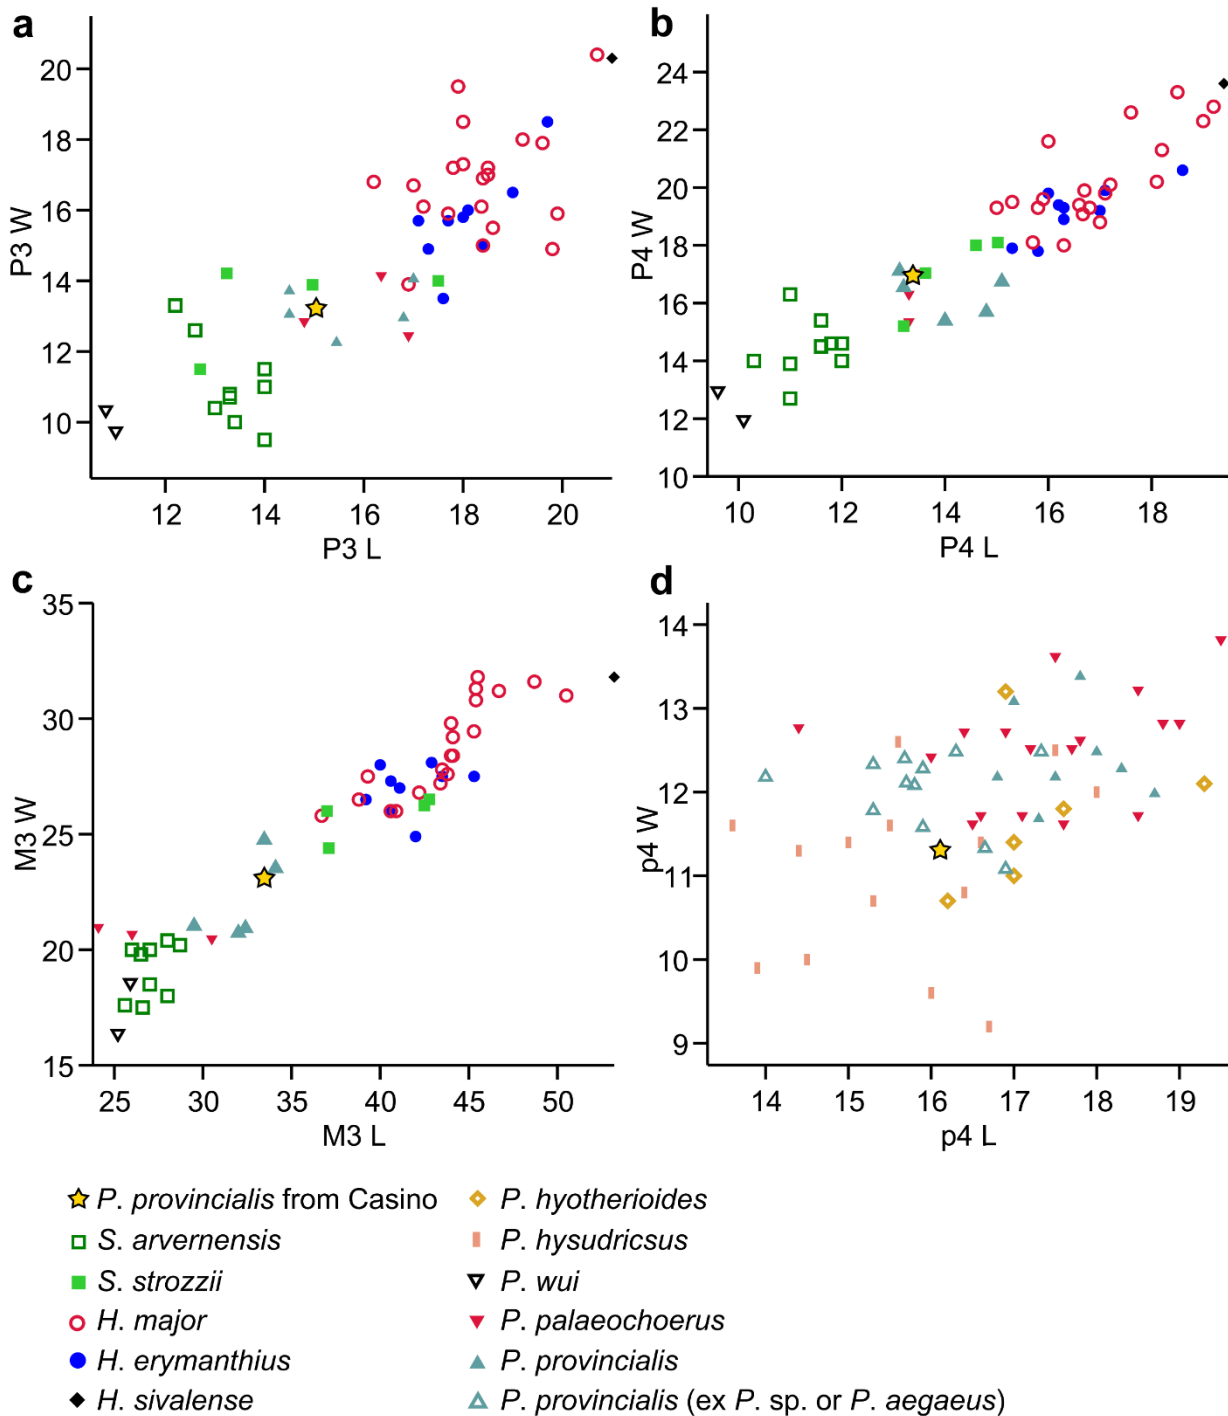 a
P3 W
20
18
16
14
12
10
12 14 16 18 20
P3 L
b
P4 W
24
22
20
18
16
14
12
10
10 12 14 16 18
P4 L
c
M3 W
35
30
25
20
15
25 30 35 40 45 50
M3 L
d
p4 W
14
13
12
11
10
9
14 15 16 17 18 19
p4 L
P. provincialis from Casino
S. arvernensis
S. strozzii
H. major
H. erymanthius
H. sivalense
P. hyotherioides
P. hysudricsus
P. wui
P. palaeochoerus
P. provincialis
P. provincialis (ex P. sp. or P. aegaeus)